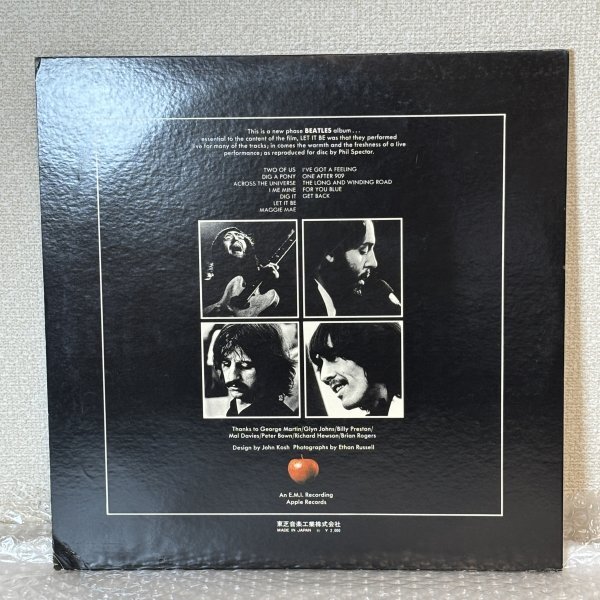 This is a new phase BEATLES album . . .
essential to the content of the film, LET IT BE was that they performed
live for many of the tracks; in comes the warmth and the freshness of a live
performance; as reproduced for disc by Phil Spector.
TWO OF US
DIG A PONY
ACROSS THE UNIVERSE
I ME MINE
DIG IT
LET IT BE
MAGGIE MAE
I'VE GOT A FEELING
ONE AFTER 909
THE LONG AND WINDING ROAD
FOR YOU BLUE
GET BACK
Thanks to George Martin/Glyn Johns/Billy Preston/
Mal Davies/Peter Bown/Richard Hewson/Brian Rogers
Design by John Kosh Photographs by Ethan Russell
An E.M.I. Recording
Apple Records
東芝音楽工業株式会社
MADE IN JAPAN ¥ 2.000